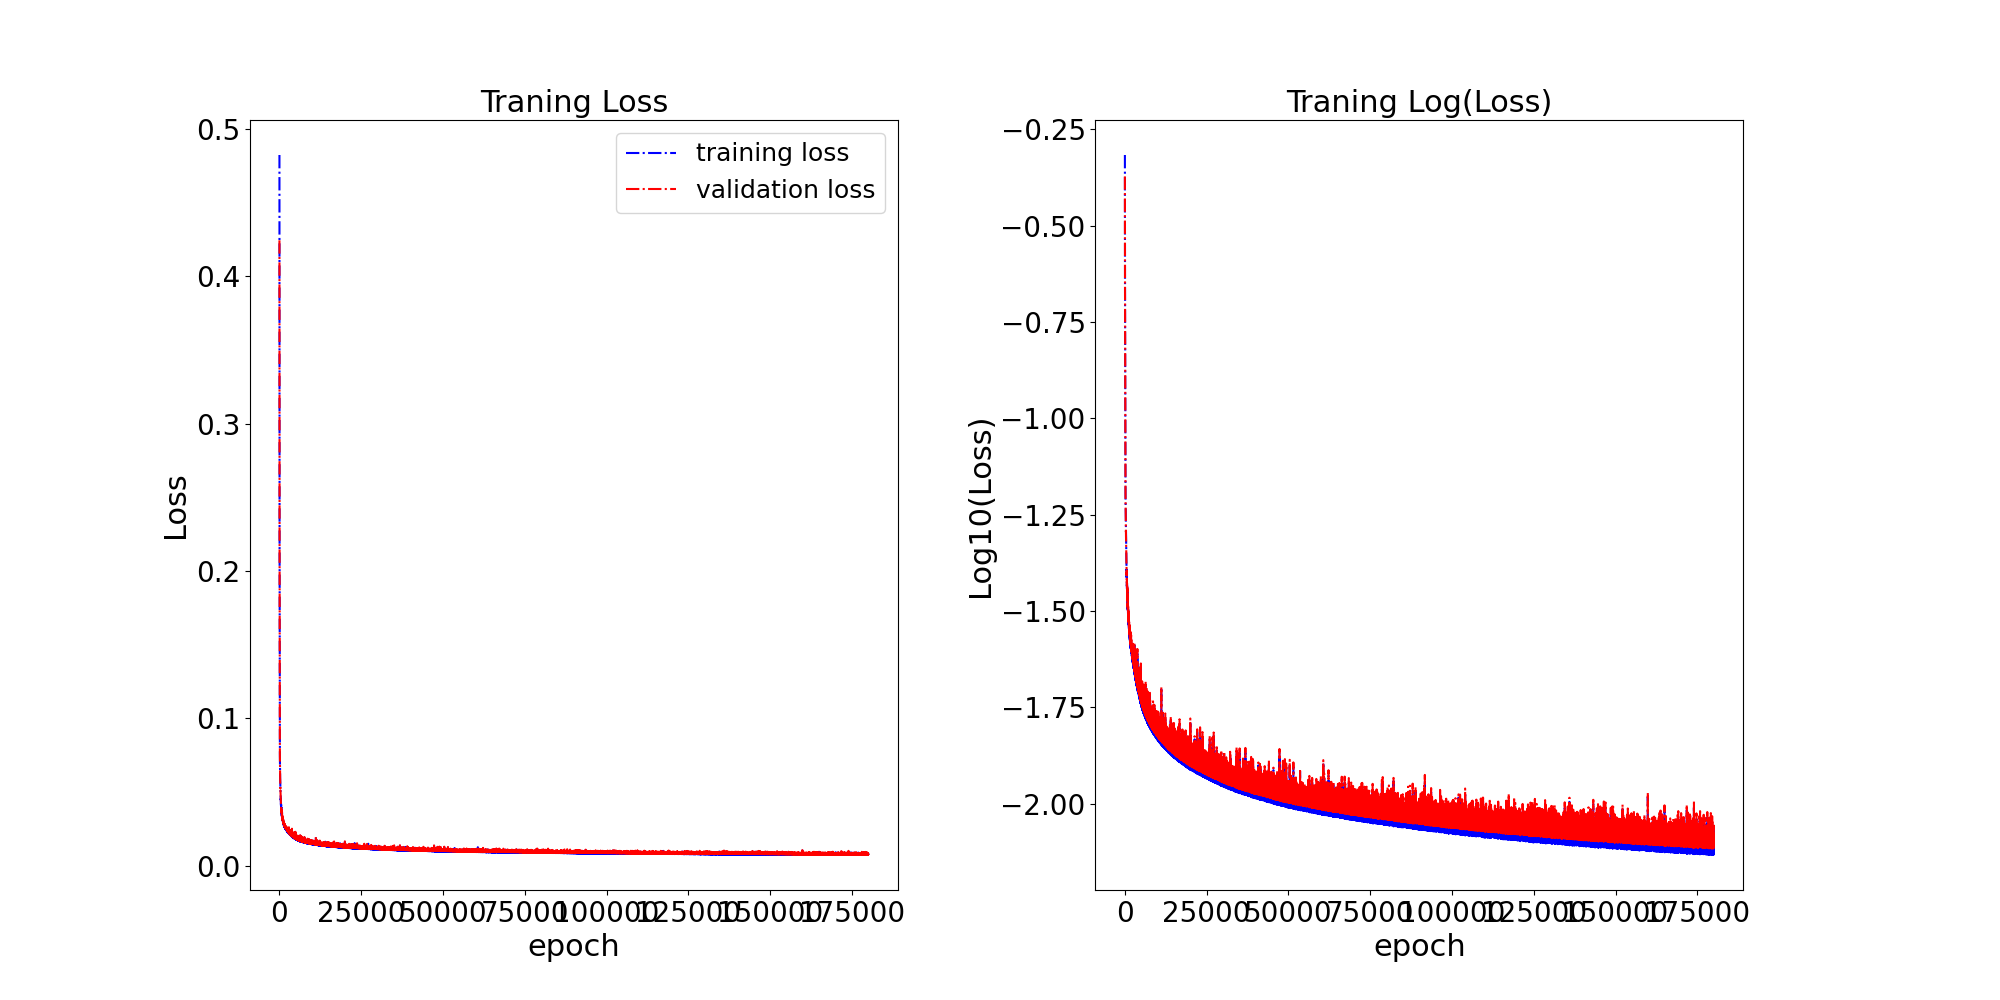 Traning Loss
0.5
0.4
0.3
0.2
0.1
0.0
Loss
training loss
validation loss
0 25000 50000 75000 100000 125000 150000 175000
epoch
Traning Log(Loss)
−0.25
−0.50
−0.75
−1.00
−1.25
−1.50
−1.75
−2.00
Log10(Loss)
0 25000 50000 75000 100000 125000 150000 175000
epoch